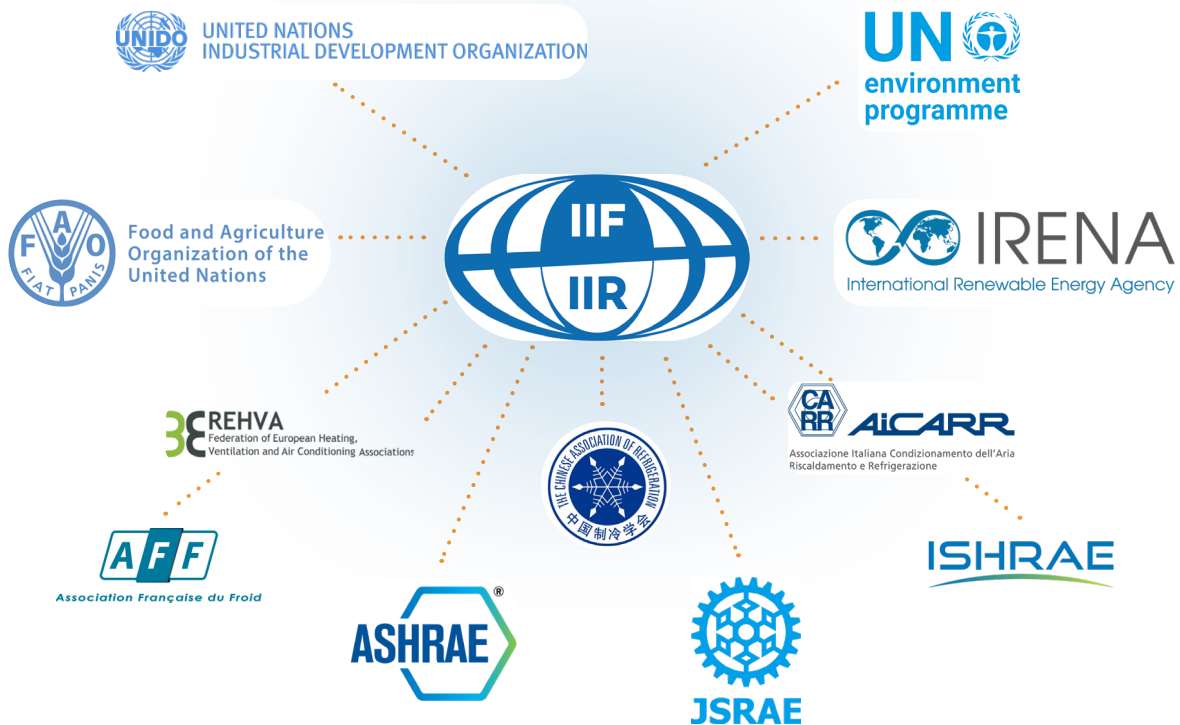 UNIDO
UNITED NATIONS
INDUSTRIAL DEVELOPMENT ORGANIZATION
UN
environment
programme
FAO
FIAT PANIS
Food and Agriculture
Organization of the
United Nations
IIF
IIR
IRENA
International Renewable Energy Agency
REHVA
Federation of European Heating,
Ventilation and Air Conditioning Associations
THE CHINESE ASSOCIATION OF REFRIGERATION
中国制冷学会
CA
RR
AiCARR
Associazione Italiana Condizionamento dell'Aria
Riscaldamento e Refrigerazione
AFF
Association Française du Froid
ASHRAE®
JSRAE
ISHRAE